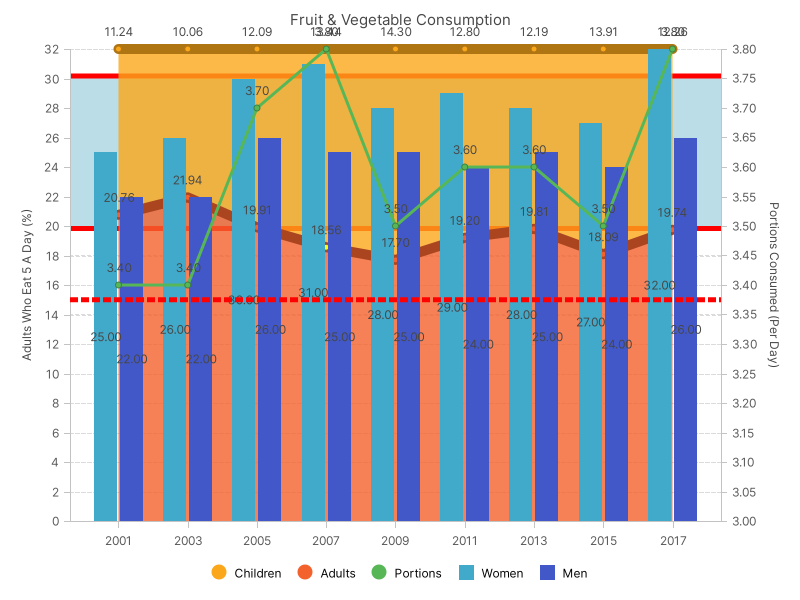 Fruit & Vegetable Consumption
11.24 10.06 12.09 14.30 12.80 12.19 13.91
32 30 28 26 24 22 20 18 16 14 12 10 8 6 4 2 0
Adults Who Eat 5 A Day (%)
3.80 3.75 3.70 3.65 3.60 3.55 3.50 3.45 3.40 3.35 3.30 3.25 3.20 3.15 3.10 3.05 3.00
Portions Consumed (Per Day)
20.76 21.94 19.91 18.56 17.70 19.20 19.81 18.09 19.74
3.40 3.40 3.70 3.50 3.60 3.60 3.50
25.00 26.00 30.00 31.00 28.00 29.00 28.00 27.00 32.00
22.00 22.00 26.00 25.00 25.00 24.00 25.00 24.00 26.00
2001 2003 2005 2007 2009 2011 2013 2015 2017
Children Adults Portions Women Men